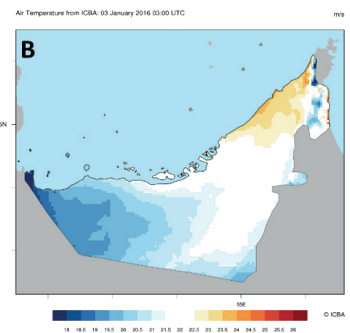 Air Temperature from ICBA: 03 January 2016 03:00 UTC m/s
B
5N
55E
© ICBA
18 18.5 19 19.5 20 20.5 21 21.5 22 22.5 23 23.5 24 24.5 25 25.5 26